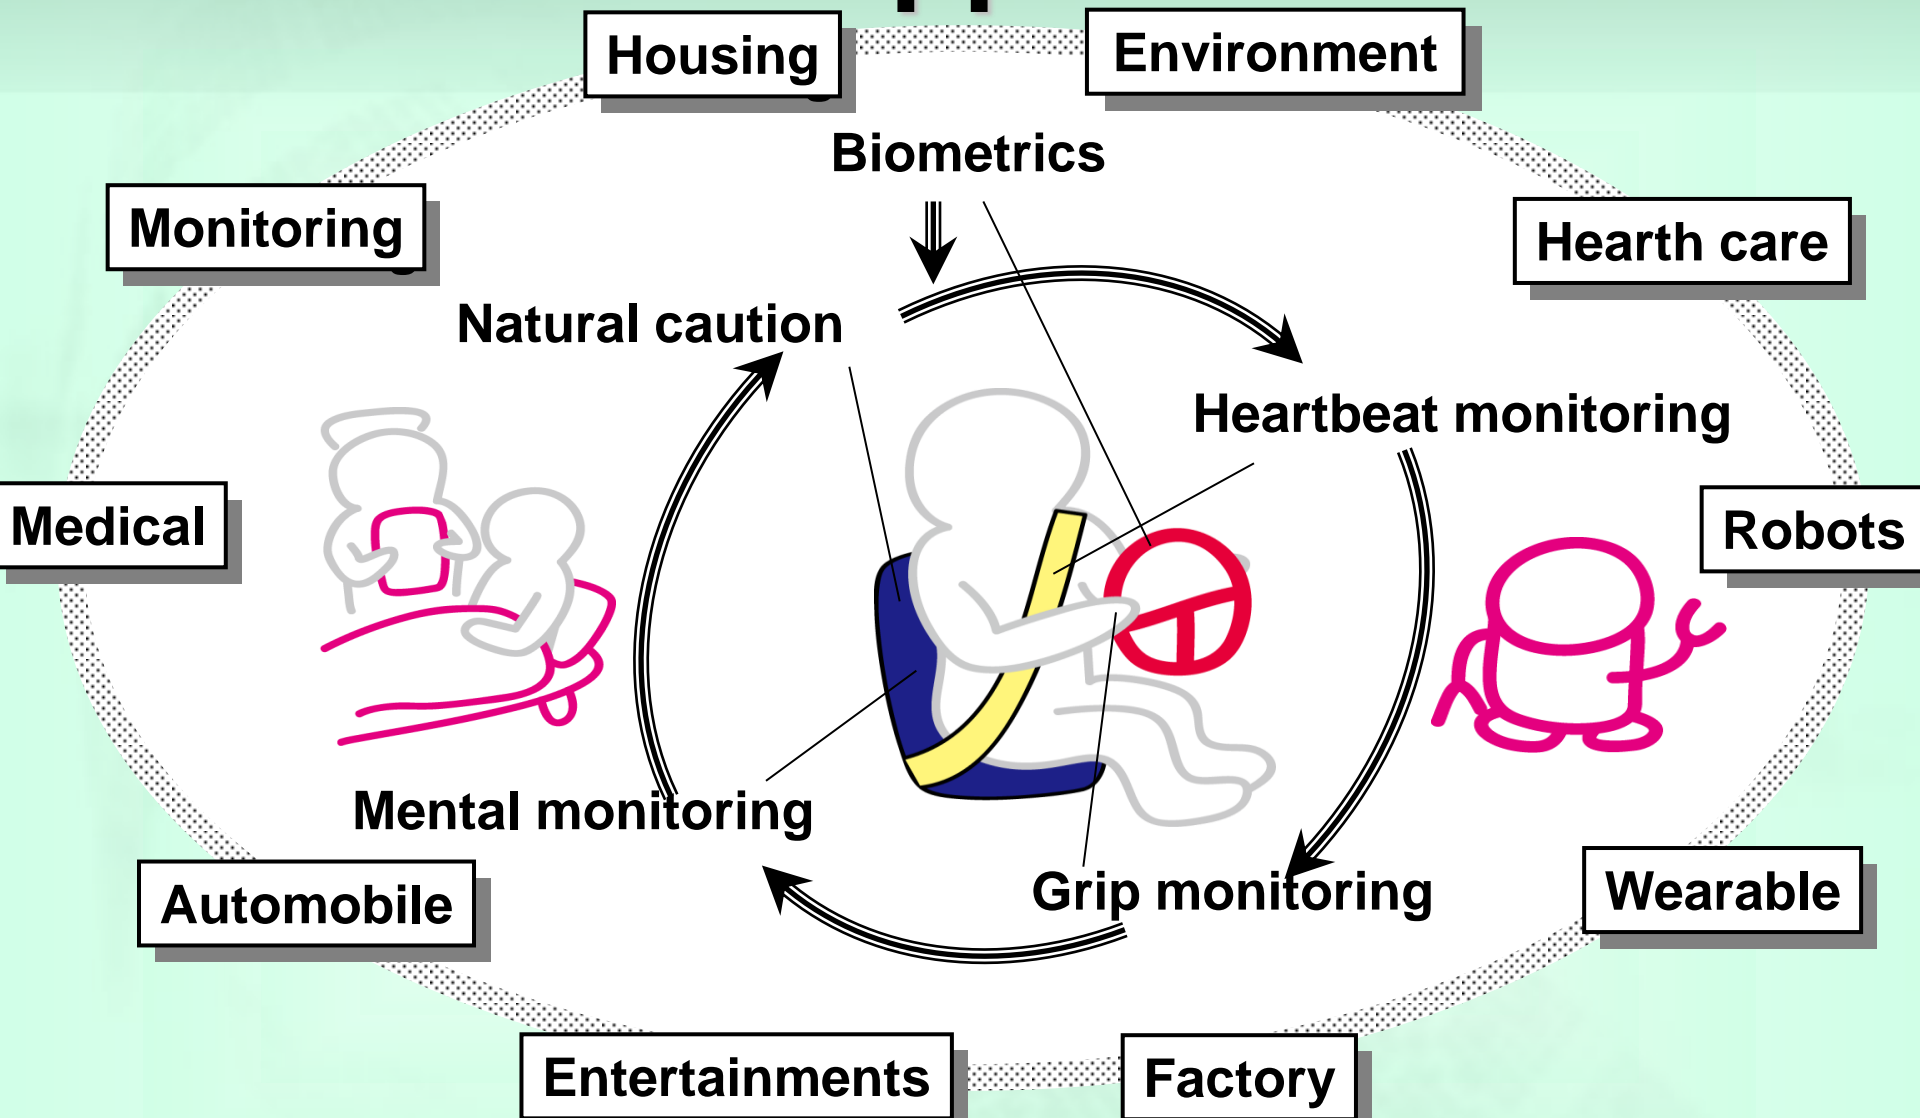 Housing
Environment
Biometrics
Monitoring
Hearth care
Natural caution
Heartbeat monitoring
Medical
Robots
Mental monitoring
Grip monitoring
Automobile
Wearable
Entertainments
Factory